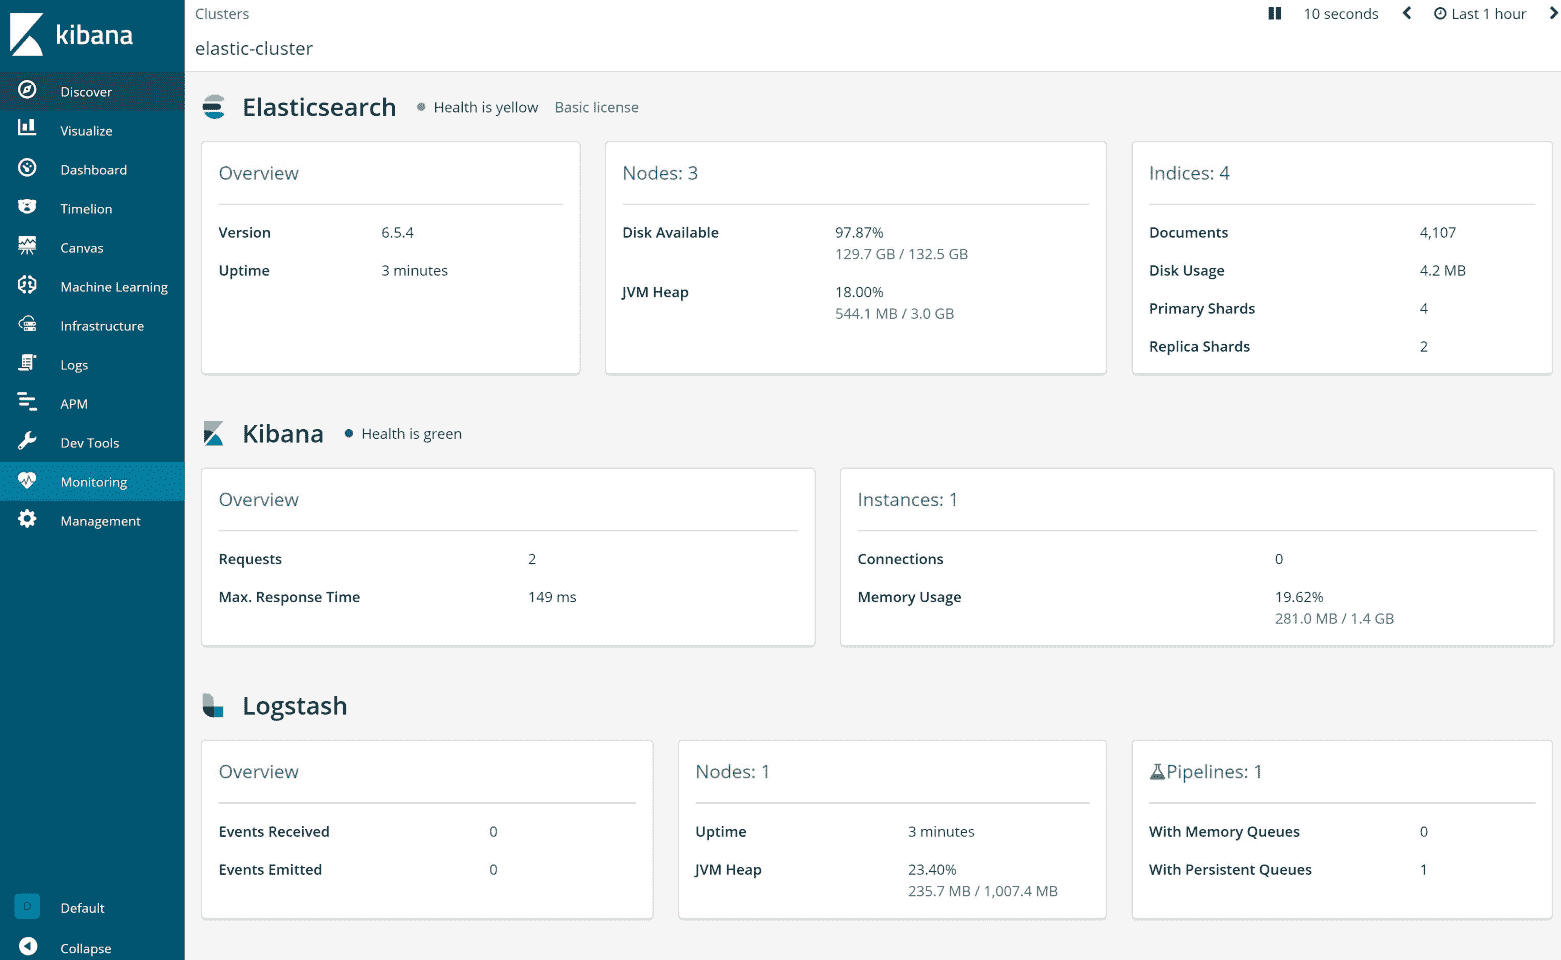 kibana
Discover
Visualize
Dashboard
Timelion
Canvas
Machine Learning
Infrastructure
Logs
APM
Dev Tools
Monitoring
Management
D Default
Collapse
Clusters
10 seconds Last 1 hour
elastic-cluster
Elasticsearch Health is yellow Basic license
Overview
Version 6.5.4
Uptime 3 minutes
Nodes: 3
Disk Available 97.87%
129.7 GB / 132.5 GB
JVM Heap 18.00%
544.1 MB / 3.0 GB
Indices: 4
Documents 4,107
Disk Usage 4.2 MB
Primary Shards 4
Replica Shards 2
Kibana Health is green
Overview
Requests 2
Max. Response Time 149 ms
Instances: 1
Connections 0
Memory Usage 19.62%
281.0 MB / 1.4 GB
Logstash
Overview
Events Received 0
Events Emitted 0
Nodes: 1
Uptime 3 minutes
JVM Heap 23.40%
235.7 MB / 1,007.4 MB
Pipelines: 1
With Memory Queues 0
With Persistent Queues 1